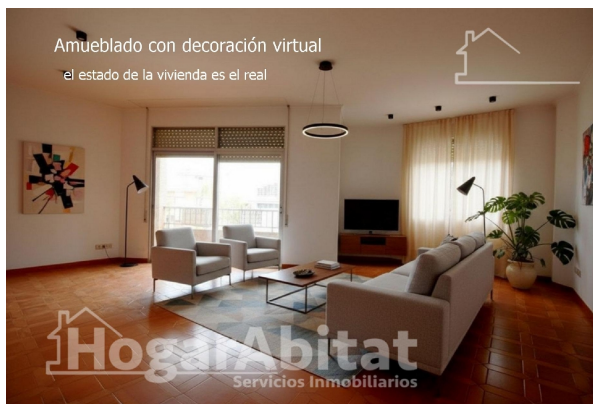 Amueblado con decoración virtual
el estado de la vivienda es el real
HogarAbitat
Servicios Inmobiliarios